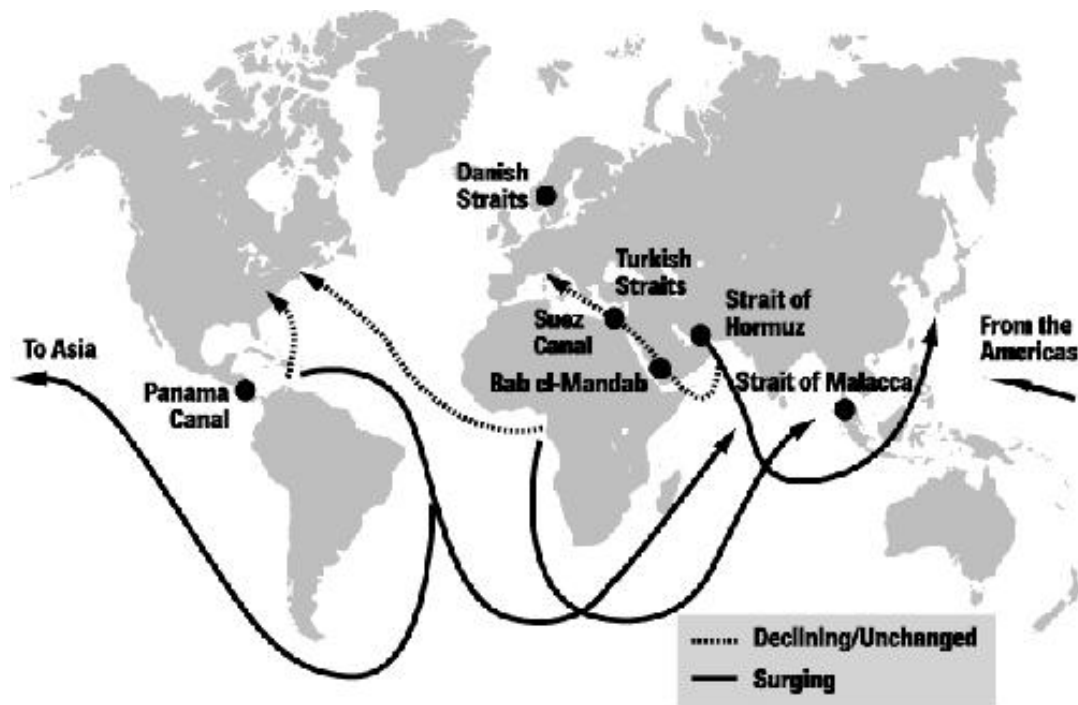 Danish
Straits
Turkish
Straits
Strait of
Hormuz
Suez
Canal
From the
Americas
To Asia
Bab el-Mandab
Strait of Malacca
Panama
Canal
Declining/Unchanged
Surging